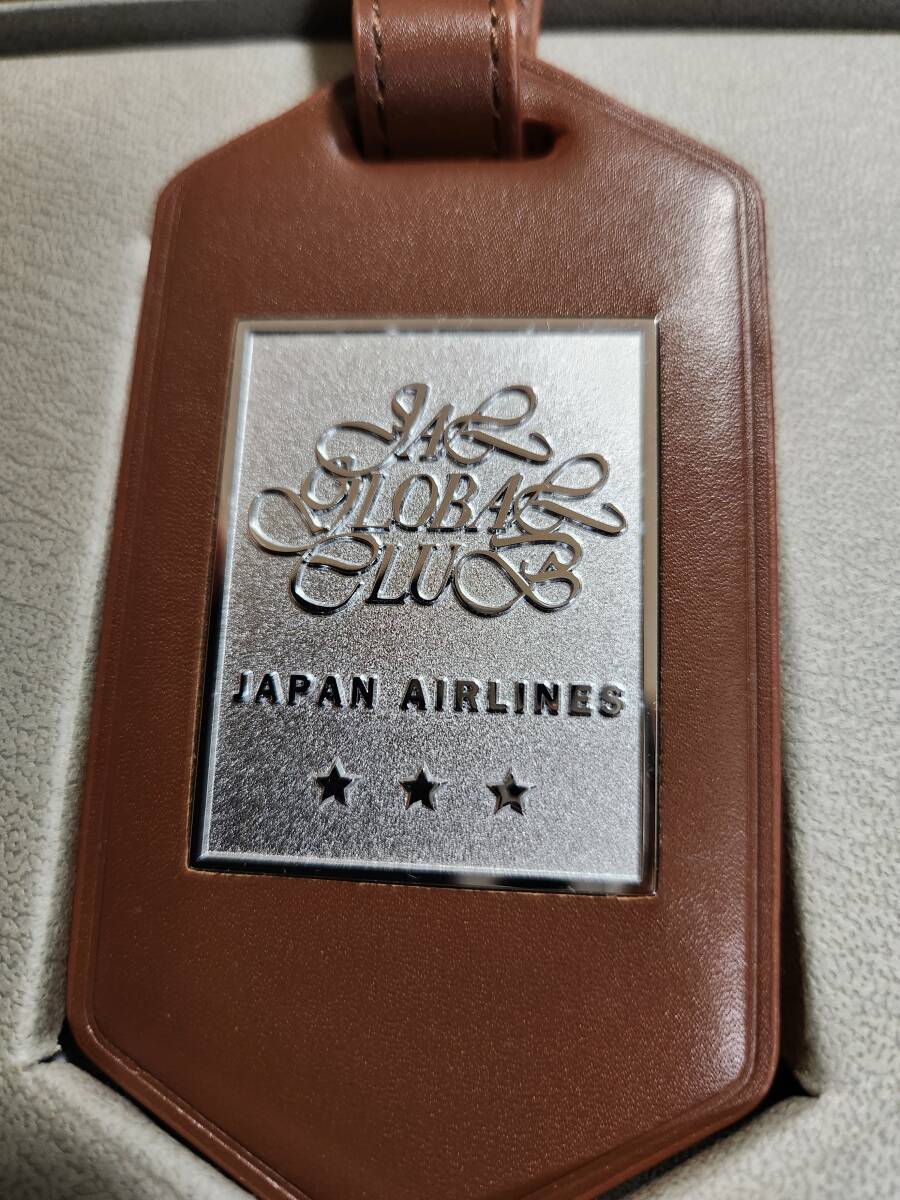 JAL
GLOBAL
CLUB
JAPAN AIRLINES
★ ★ ★